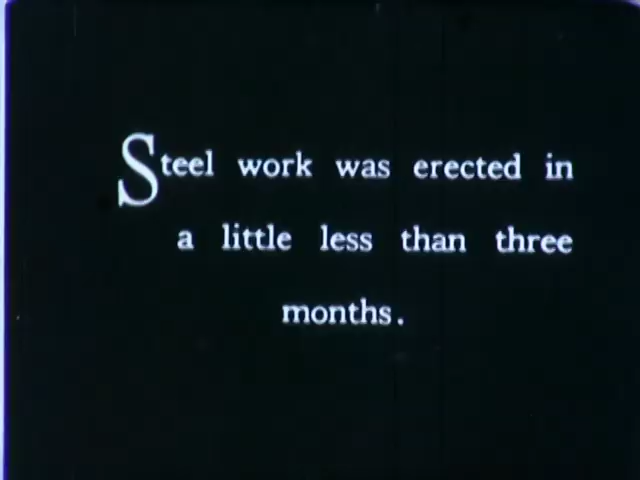 Steel work was erected in
a little less than three
months.